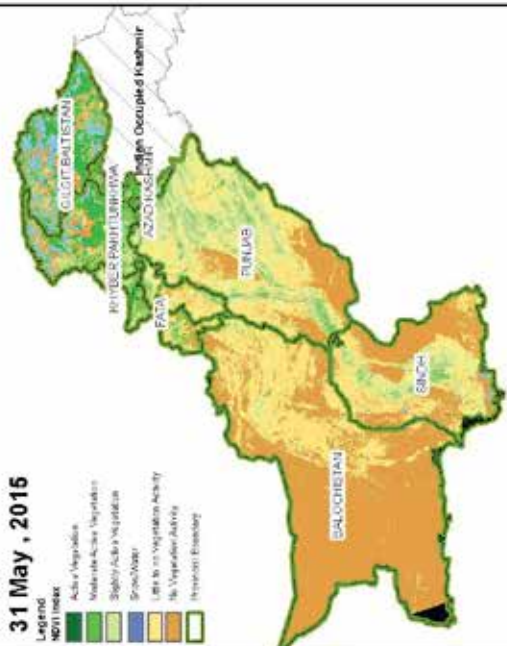 31 May , 2015
Legend
NDVI Index
Active Vegetation
Moderate Active Vegetation
Slightly Active Vegetation
Snow/Water
Little to no Vegetation Activity
No Vegetation Activity
Provincial Boundary
GILGIT BALTISTAN
KHYBER PAKHTUNKHWA
Indian Occupied Kashmir
AZAD KASHMIR
FATA
PUNJAB
BALOCHISTAN
SINDH